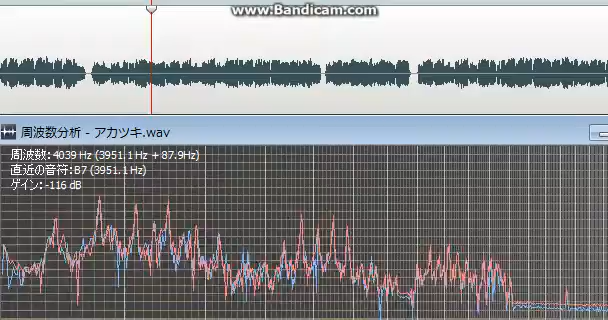 www.Bandicam.com
周波数分析 - アカツキ.wav
周波数: 4039 Hz (3951.1 Hz + 87.9Hz)
直近の音符: B7 (3951.1 Hz)
ゲイン: -116 dB